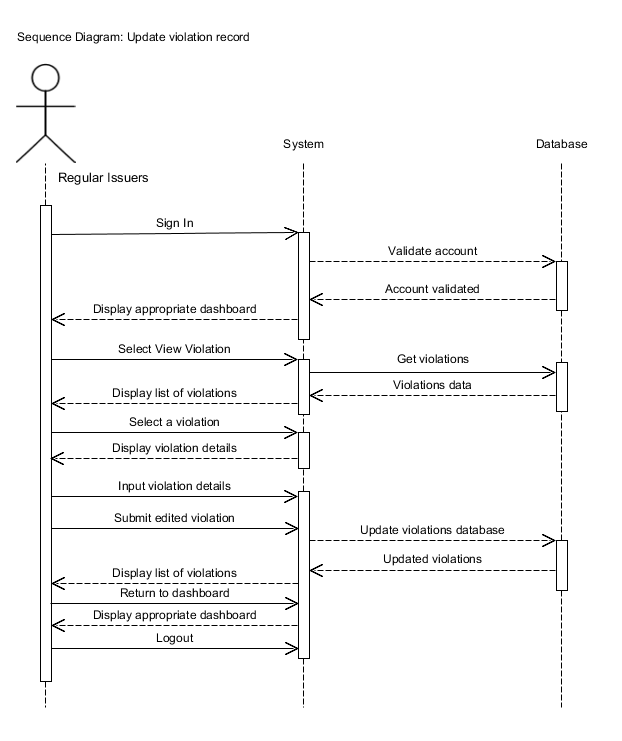 Sequence Diagram: Update violation record
System
Database
Regular Issuers
Sign In
Validate account
Account validated
Display appropriate dashboard
Select View Violation
Get violations
Violations data
Display list of violations
Select a violation
Display violation details
Input violation details
Submit edited violation
Update violations database
Updated violations
Display list of violations
Return to dashboard
Display appropriate dashboard
Logout